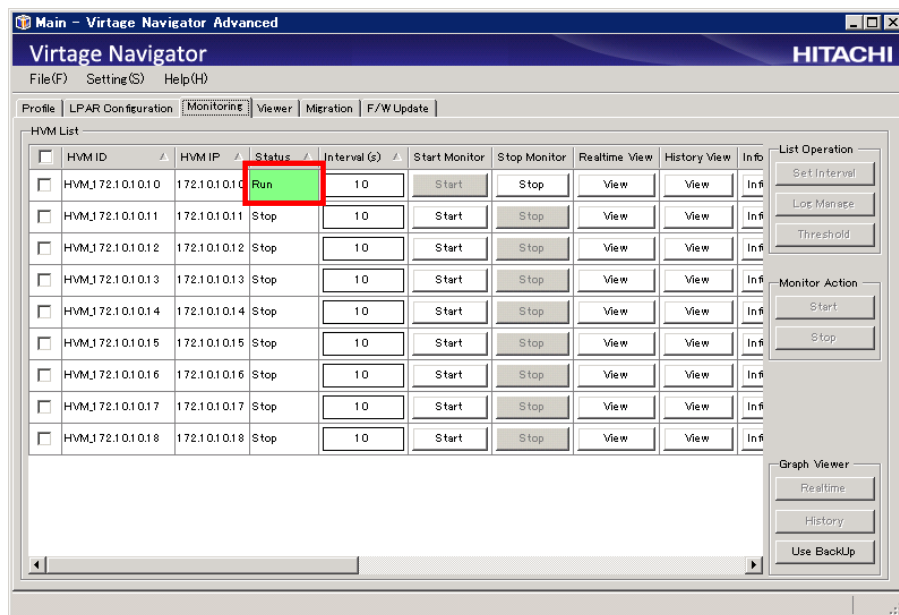 Main - Virtage Navigator Advanced
Virtage Navigator HITACHI
File(F) Setting(S) Help(H)
Profile LPAR Configuration Monitoring Viewer Migration F/W Update
HVM List
HVM ID HVM IP Status Interval (s) Start Monitor Stop Monitor Realtime View History View Info
HVM_172.10.10.10 172.10.10.10 Run 10 Start Stop View View Inf
HVM_172.10.10.11 172.10.10.11 Stop 10 Start Stop View View Inf
HVM_172.10.10.12 172.10.10.12 Stop 10 Start Stop View View Inf
HVM_172.10.10.13 172.10.10.13 Stop 10 Start Stop View View Inf
HVM_172.10.10.14 172.10.10.14 Stop 10 Start Stop View View Inf
HVM_172.10.10.15 172.10.10.15 Stop 10 Start Stop View View Inf
HVM_172.10.10.16 172.10.10.16 Stop 10 Start Stop View View Inf
HVM_172.10.10.17 172.10.10.17 Stop 10 Start Stop View View Inf
HVM_172.10.10.18 172.10.10.18 Stop 10 Start Stop View View Inf
List Operation
Set Interval
Log Manage
Threshold
Monitor Action
Start
Stop
Graph Viewer
Realtime
History
Use BackUp